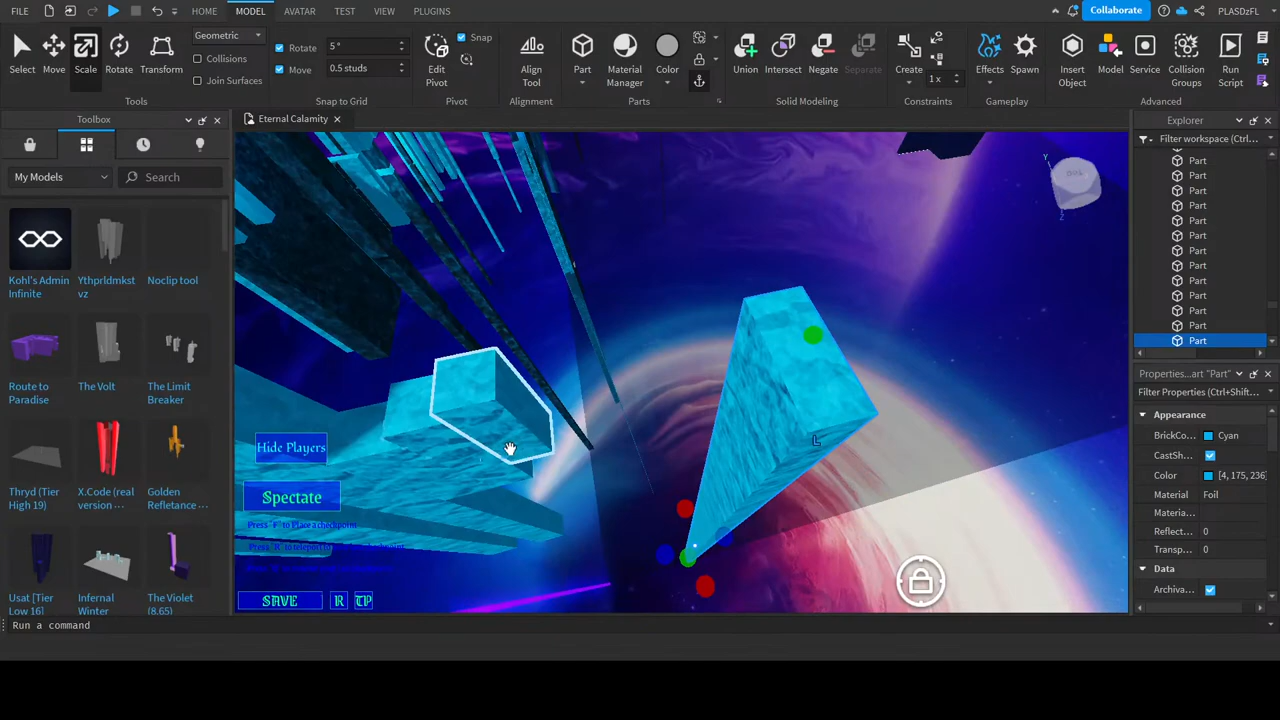 FILE HOME MODEL AVATAR TEST VIEW PLUGINS Collaborate PLASDzFL
Geometric Rotate 5 ° Snap
Collisions Move 0.5 studs 1 x
Join Surfaces
Select Move Scale Rotate Transform Edit Pivot Align Tool Part Material Manager Color Union Intersect Negate Separate Create Effects Spawn Insert Object Model Service Collision Groups Run Script
Tools Snap to Grid Pivot Alignment Parts Solid Modeling Constraints Gameplay Advanced
Toolbox
Eternal Calamity
Explorer
Filter workspace (Ctrl...
My Models Search
Kohl's Admin Infinite
Ythprldmkst vz
Noclip tool
Route to Paradise
The Volt
The Limit Breaker
Thryd (Tier High 19)
X.Code (real version ...
Golden Refletance ...
Usat [Tier Low 16]
Infernal Winter
The Violet (8.65)
Y
TOP
Z
L
Hide Players
Spectate
Press "F" to Place a checkpoint
SAVE R TP
Part
Part
Part
Part
Part
Part
Part
Part
Part
Part
Part
Part
Part
Properties...art "Part"
Filter Properties (Ctrl+Shift...
Appearance
BrickCo... Cyan
CastSh...
Color [4, 175, 236]
Material Foil
Materia...
Reflect... 0
Transp... 0
Data
Archiva...
Run a command